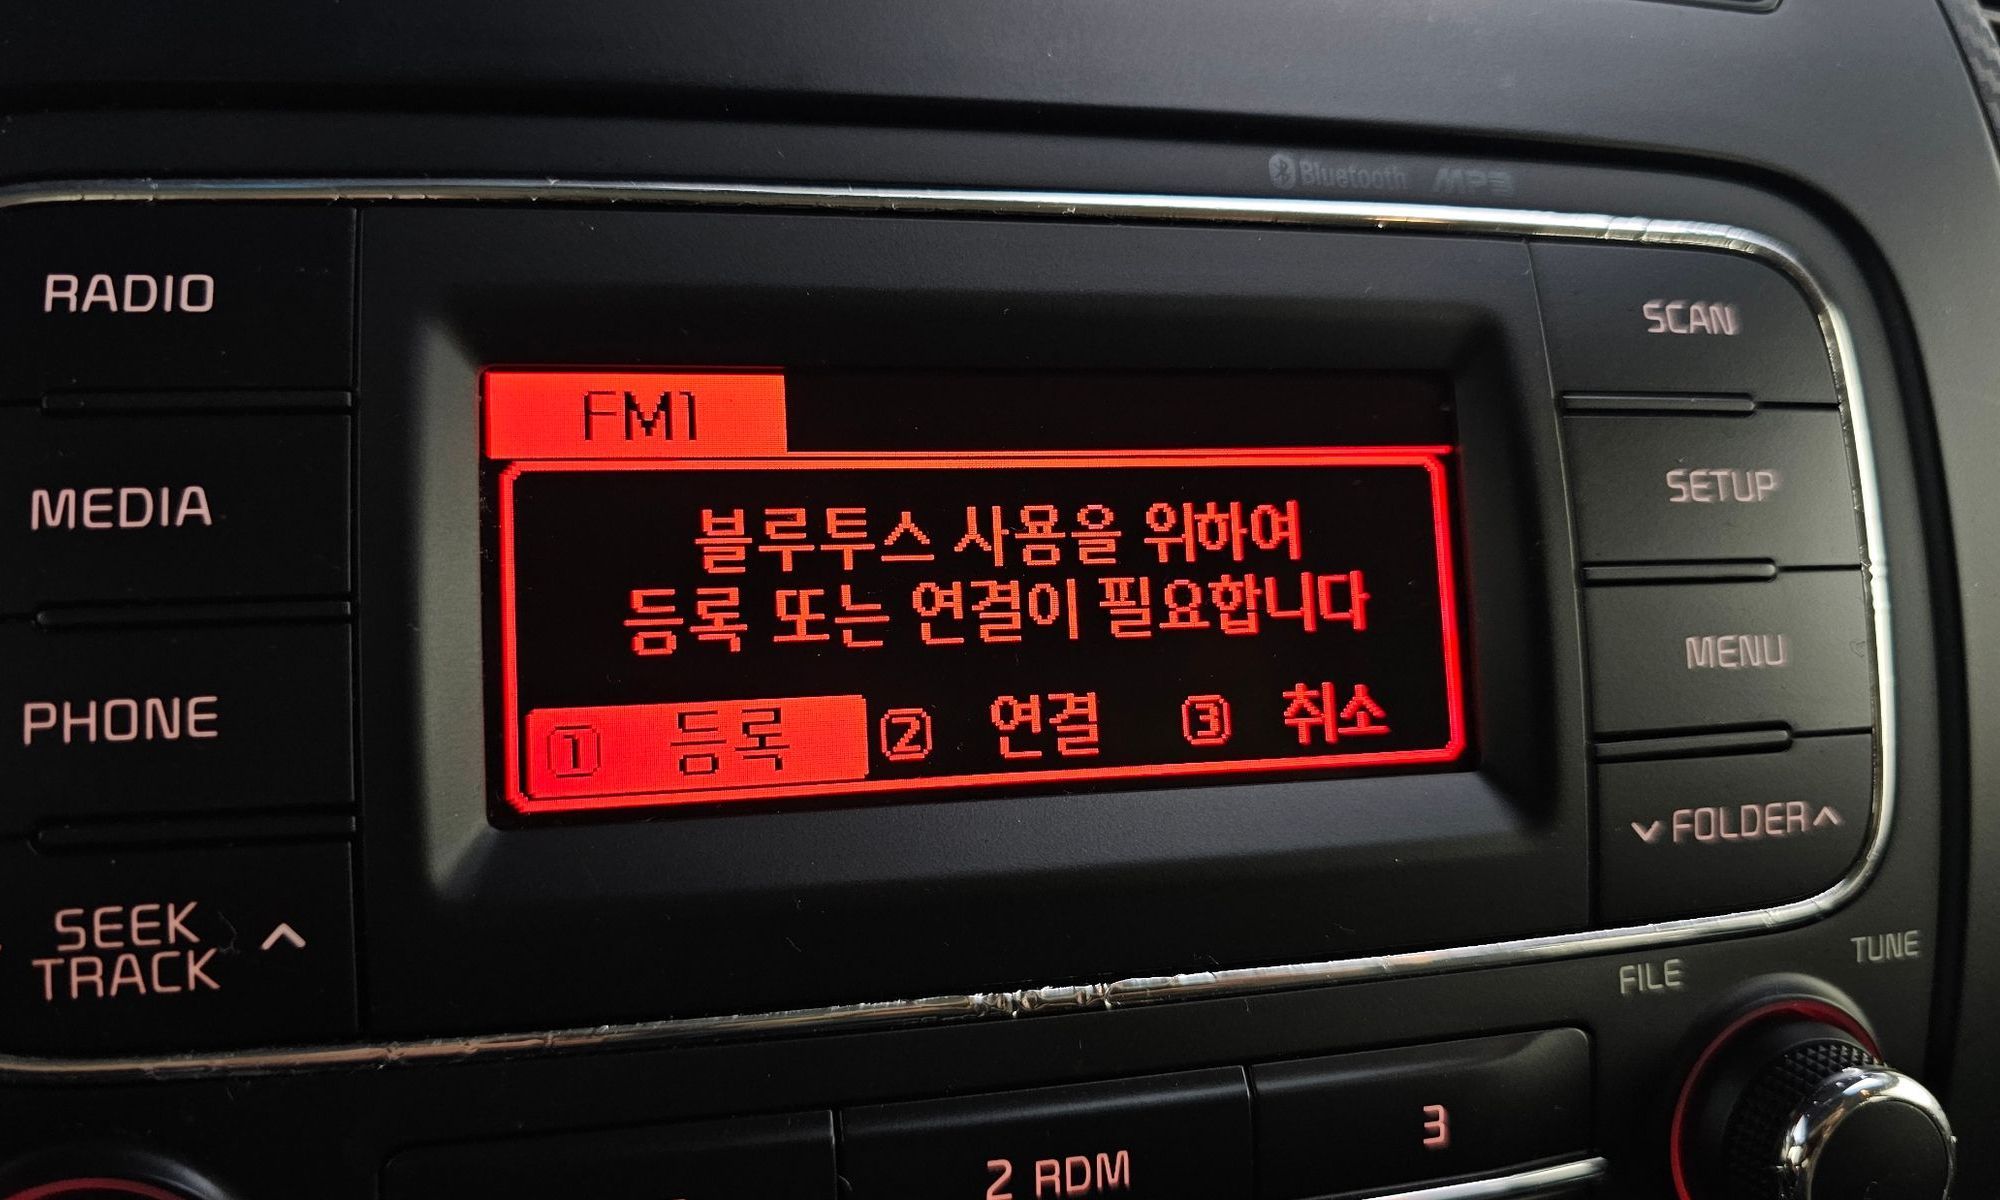 Bluetooth MP3
RADIO
SCAN
FM1
MEDIA
SETUP
블루투스 사용을 위하여
등록 또는 연결이 필요합니다
MENU
PHONE
① 등록 ② 연결 ③ 취소
∨ FOLDER ∧
SEEK ∧
TRACK
FILE
TUNE
2 RDM
3